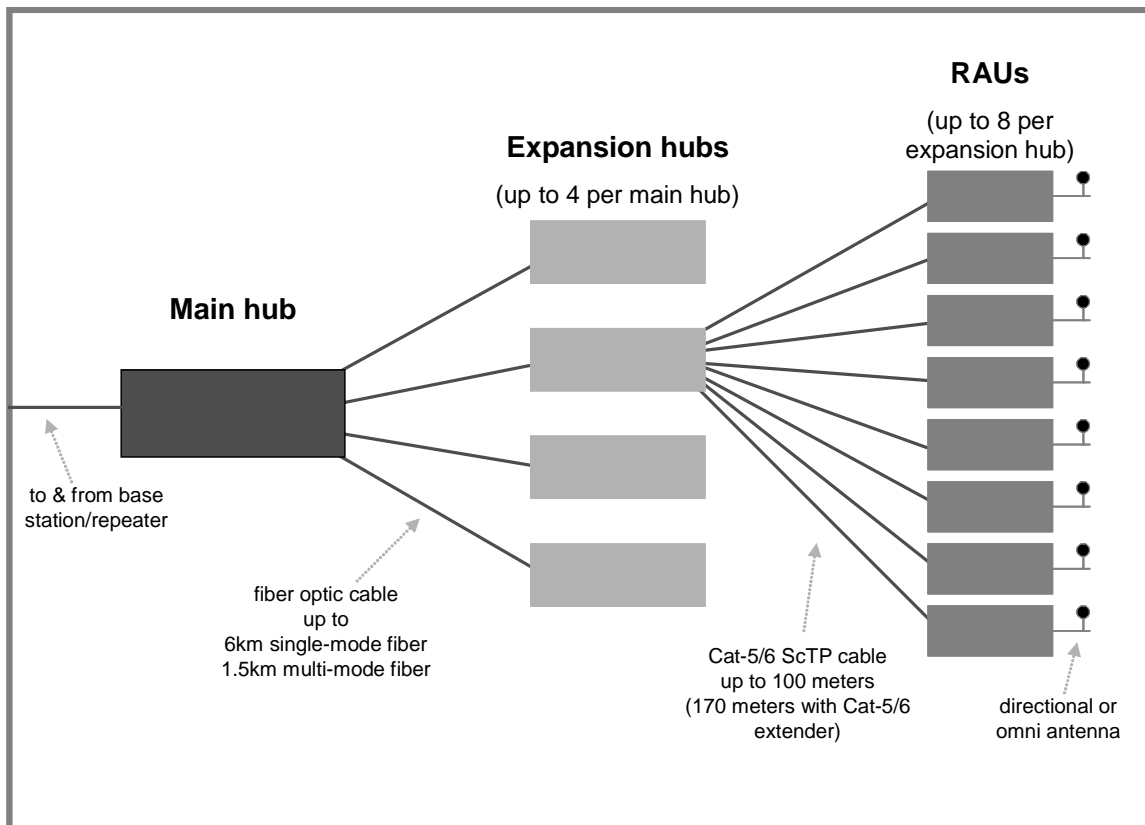 RAUs
(up to 8 per
expansion hub)
Expansion hubs
(up to 4 per main hub)
Main hub
to & from base
station/repeater
fiber optic cable
up to
6km single-mode fiber
1.5km multi-mode fiber
Cat-5/6 ScTP cable
up to 100 meters
(170 meters with Cat-5/6
extender)
directional or
omni antenna